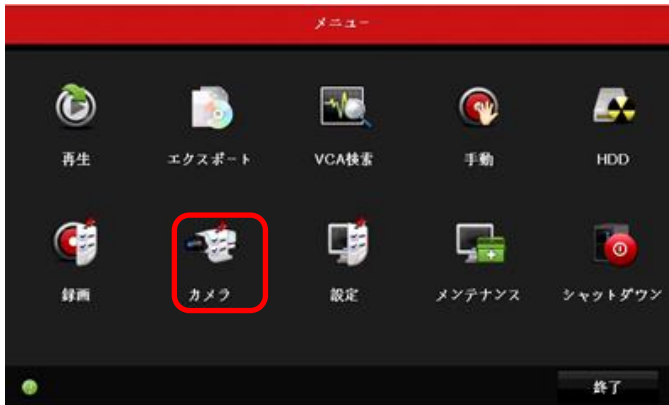 メニュー
再生 エクスポート VCA検索 手動 HDD
録画 カメラ 設定 メンテナンス シャットダウン
終了